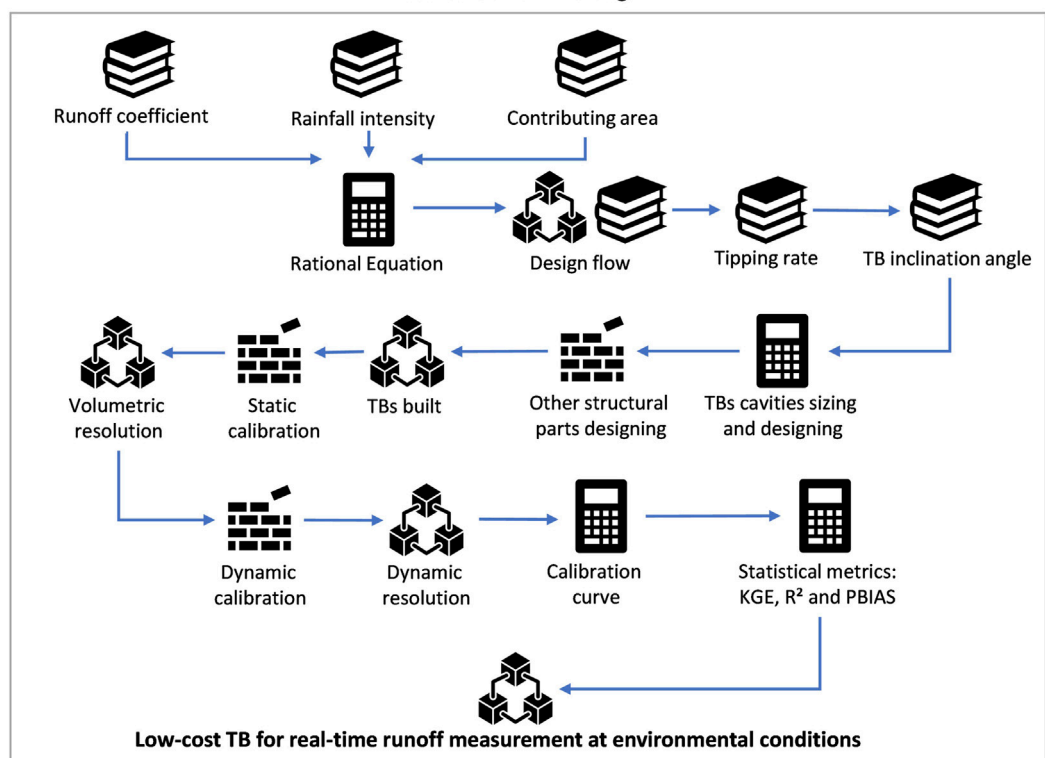 Runoff coefficient
Rainfall intensity
Contributing area
Rational Equation
Design flow
Tipping rate
TB inclination angle
Volumetric
resolution
Static
calibration
TBs built
Other structural
parts designing
TBs cavities sizing
and designing
Dynamic
calibration
Dynamic
resolution
Calibration
curve
Statistical metrics:
KGE, R² and PBIAS
Low-cost TB for real-time runoff measurement at environmental conditions